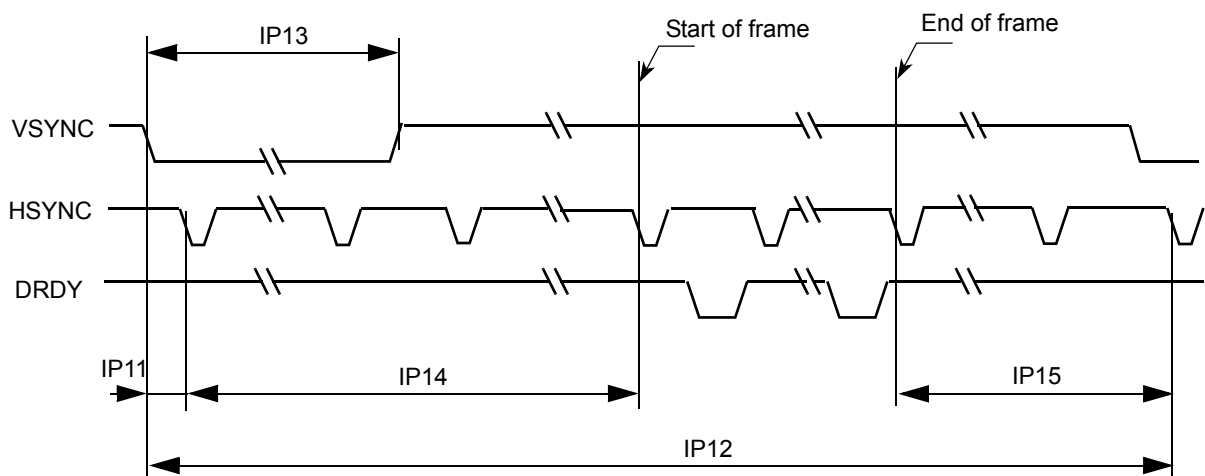 IP13
Start of frame
End of frame
VSYNC
HSYNC
DRDY
IP11
IP14
IP15
IP12